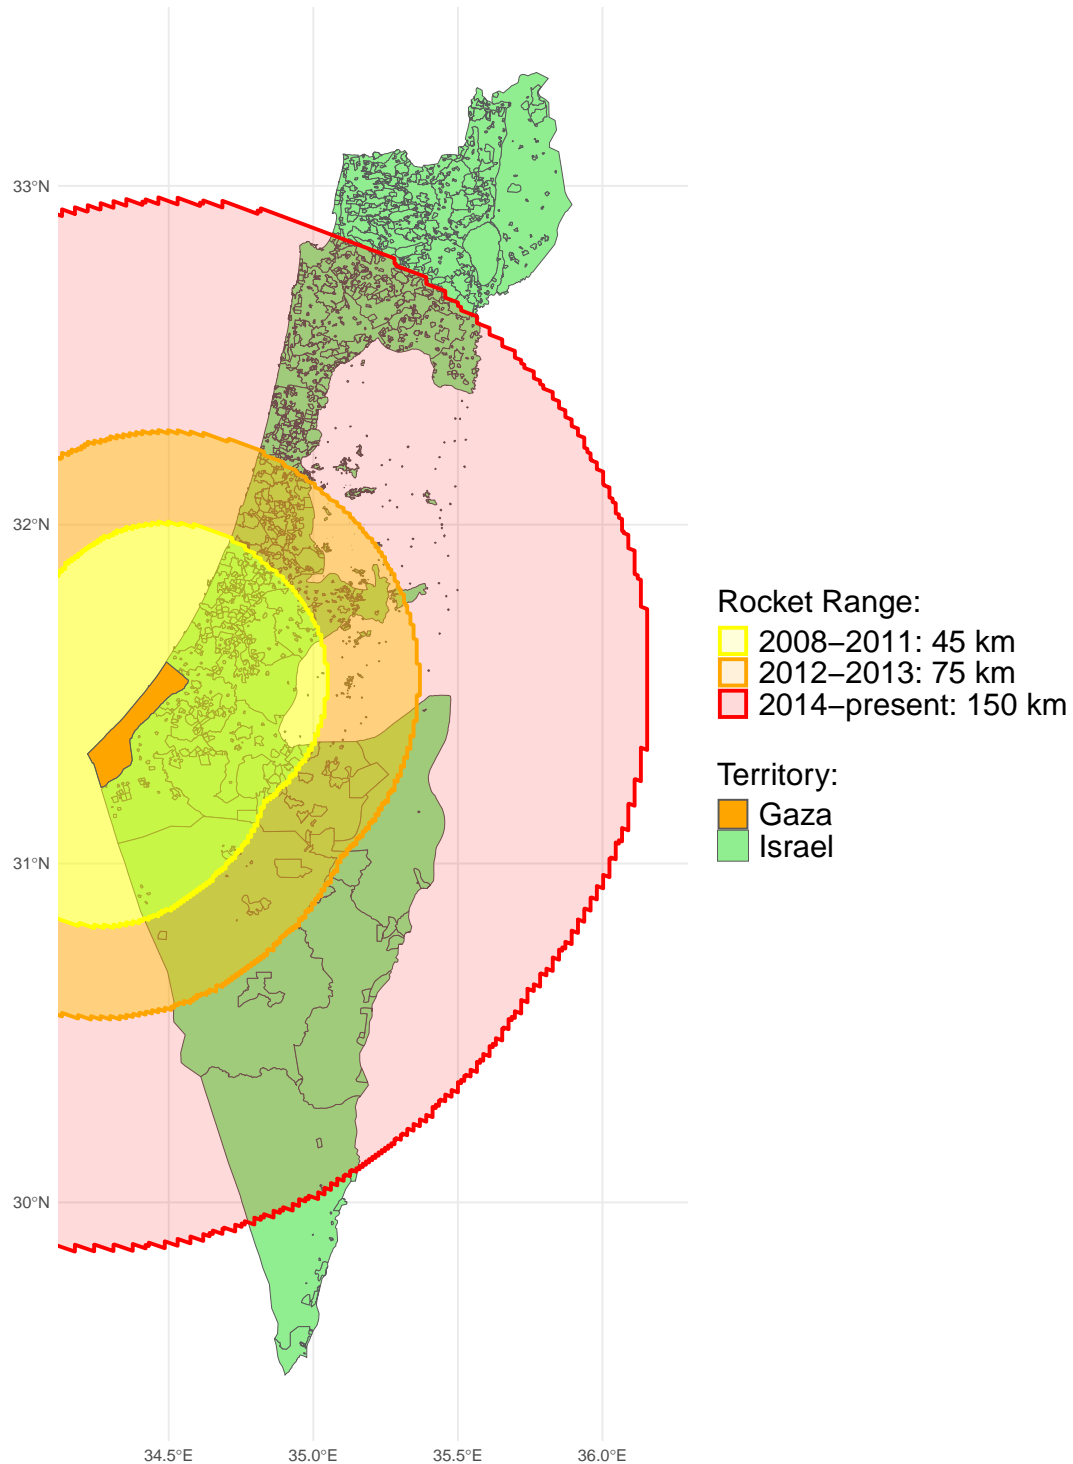 33°N
32°N
31°N
30°N
34.5°E
35.0°E
35.5°E
36.0°E
Rocket Range:
2008–2011: 45 km
2012–2013: 75 km
2014–present: 150 km
Territory:
Gaza
Israel